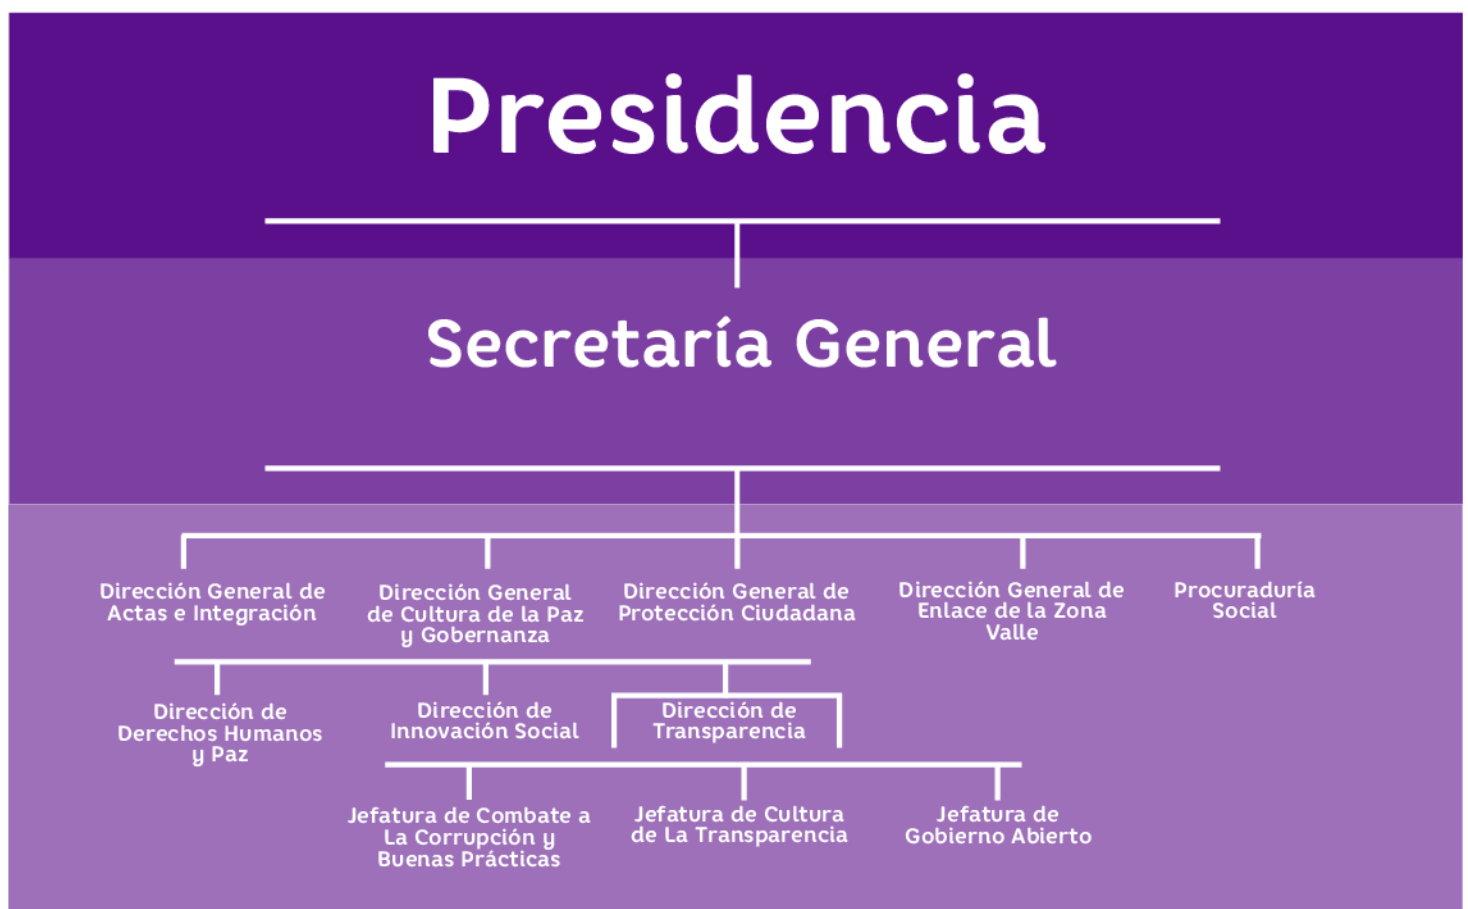 Presidencia
Secretaría General
Dirección General de
Actas e Integración
Dirección General
de Cultura de la Paz
y Gobernanza
Dirección General de
Protección Ciudadana
Dirección General de
Enlace de la Zona
Valle
Procuraduría
Social
Dirección de
Derechos Humanos
y Paz
Dirección de
Innovación Social
Dirección de
Transparencia
Jefatura de Combate a
La Corrupción y
Buenas Prácticas
Jefatura de Cultura
de La Transparencia
Jefatura de
Gobierno Abierto